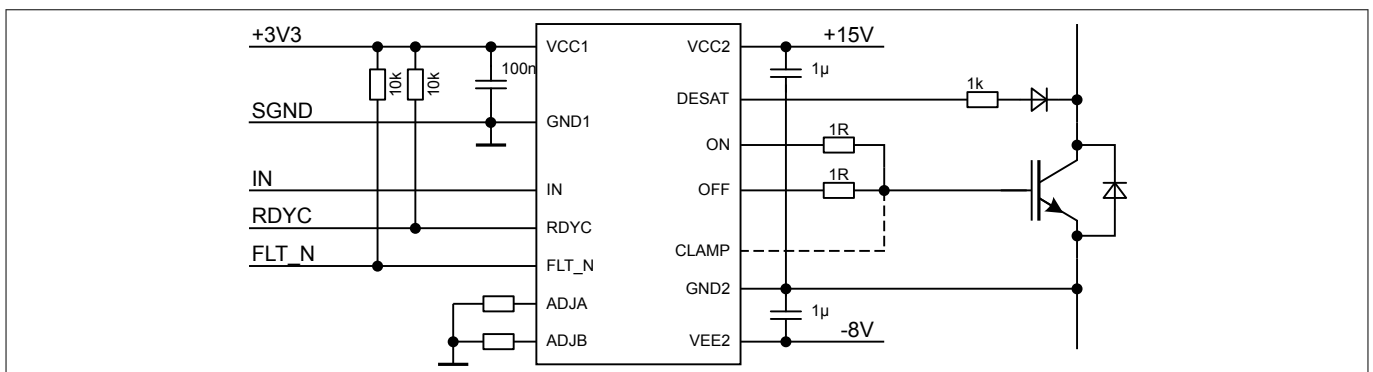 +3V3
VCC1
VCC2
+15V
10k
10k
100n
1µ
DESAT
1k
SGND
GND1
ON
1R
IN
IN
OFF
1R
RDYC
RDYC
CLAMP
FLT_N
FLT_N
GND2
ADJA
1µ
ADJB
VEE2
-8V